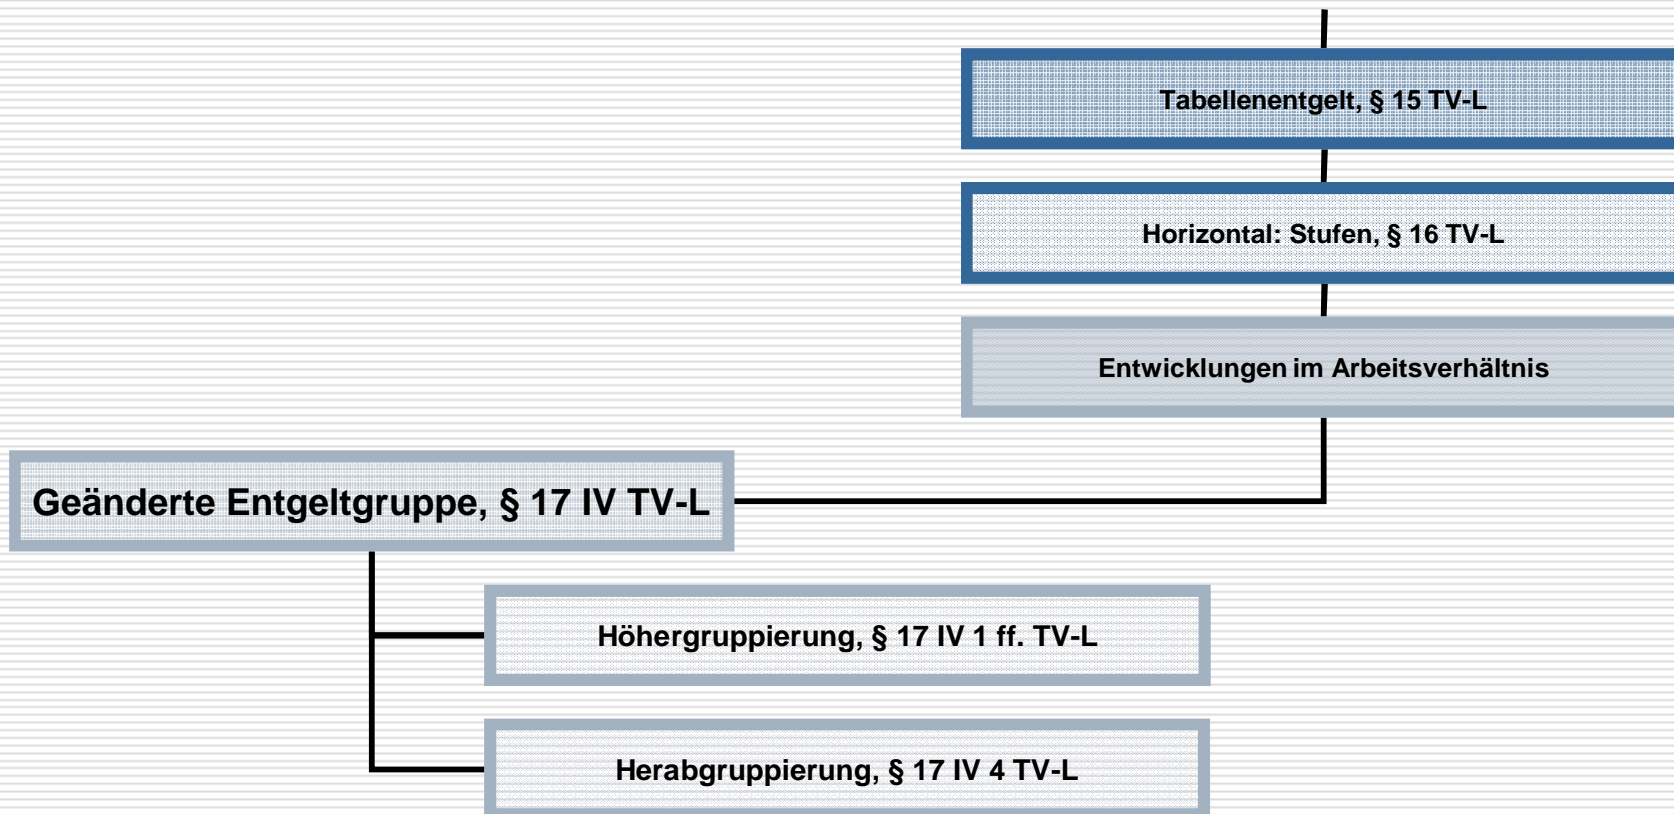 Tabellenentgelt, § 15 TV-L
Horizontal: Stufen, § 16 TV-L
Entwicklungen im Arbeitsverhältnis
Geänderte Entgeltgruppe, § 17 IV TV-L
Höhergruppierung, § 17 IV 1 ff. TV-L
Herabgruppierung, § 17 IV 4 TV-L